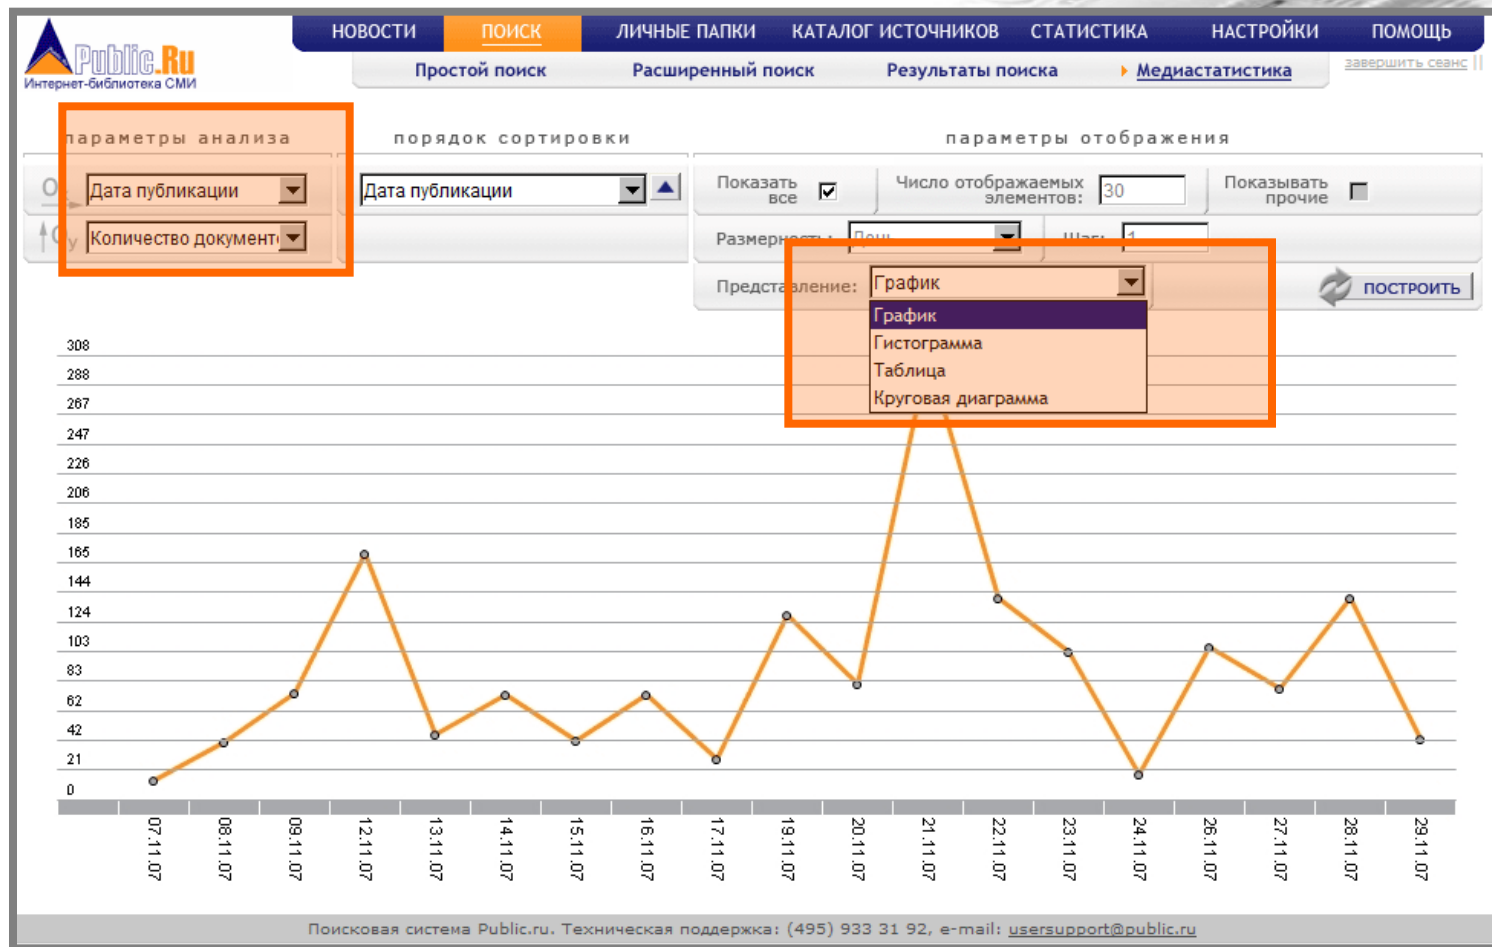 НОВОСТИ ПОИСК ЛИЧНЫЕ ПАПКИ КАТАЛОГ ИСТОЧНИКОВ СТАТИСТИКА НАСТРОЙКИ ПОМОЩЬ
Public.Ru
Интернет-библиотека СМИ
Простой поиск Расширенный поиск Результаты поиска Медиастатистика завершить сеанс
параметры анализа порядок сортировки параметры отображения
Дата публикации Дата публикации Показать все Число отображаемых элементов: 30 Показывать прочие
Oy Количество документ Размерность: День Шаг: 1
Представление: График ПОСТРОИТЬ
График
Гистограмма
Таблица
Круговая диаграмма
308
288
267
247
226
206
185
165
144
124
103
83
62
42
21
0
07.11.07 08.11.07 09.11.07 12.11.07 13.11.07 14.11.07 15.11.07 16.11.07 17.11.07 19.11.07 20.11.07 21.11.07 22.11.07 23.11.07 24.11.07 26.11.07 27.11.07 28.11.07 29.11.07
Поисковая система Public.ru. Техническая поддержка: (495) 933 31 92, e-mail: usersupport@public.ru